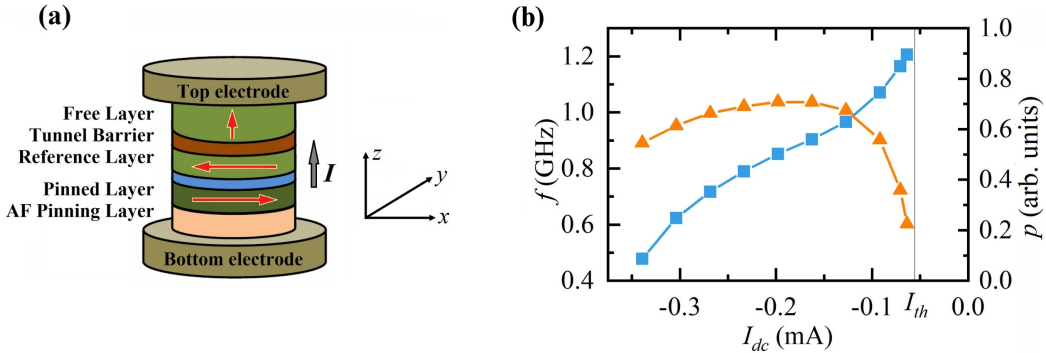 (a)
Top electrode
Free Layer
Tunnel Barrier
Reference Layer
Pinned Layer
AF Pinning Layer
Bottom electrode
I
z
y
x
(b)
f (GHz)
1.2
1.0
0.8
0.6
0.4
1.0
0.8
0.6
0.4
0.2
0.0
p (arb. units)
-0.3
-0.2
-0.1
I_th
0.0
I_dc (mA)